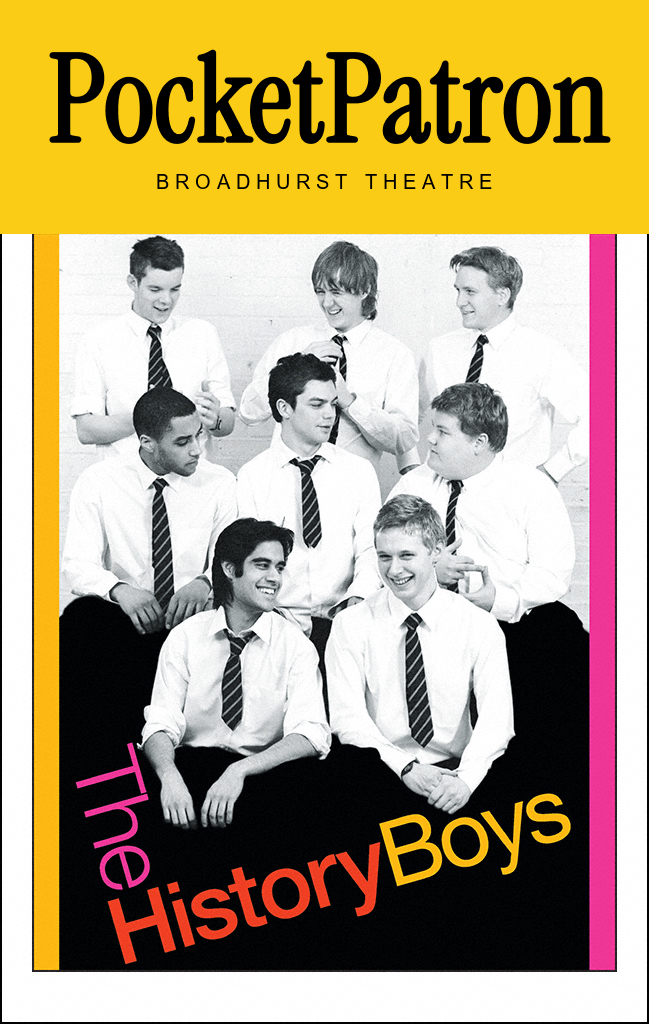 PocketPatron
BROADHURST THEATRE
The
HistoryBoys